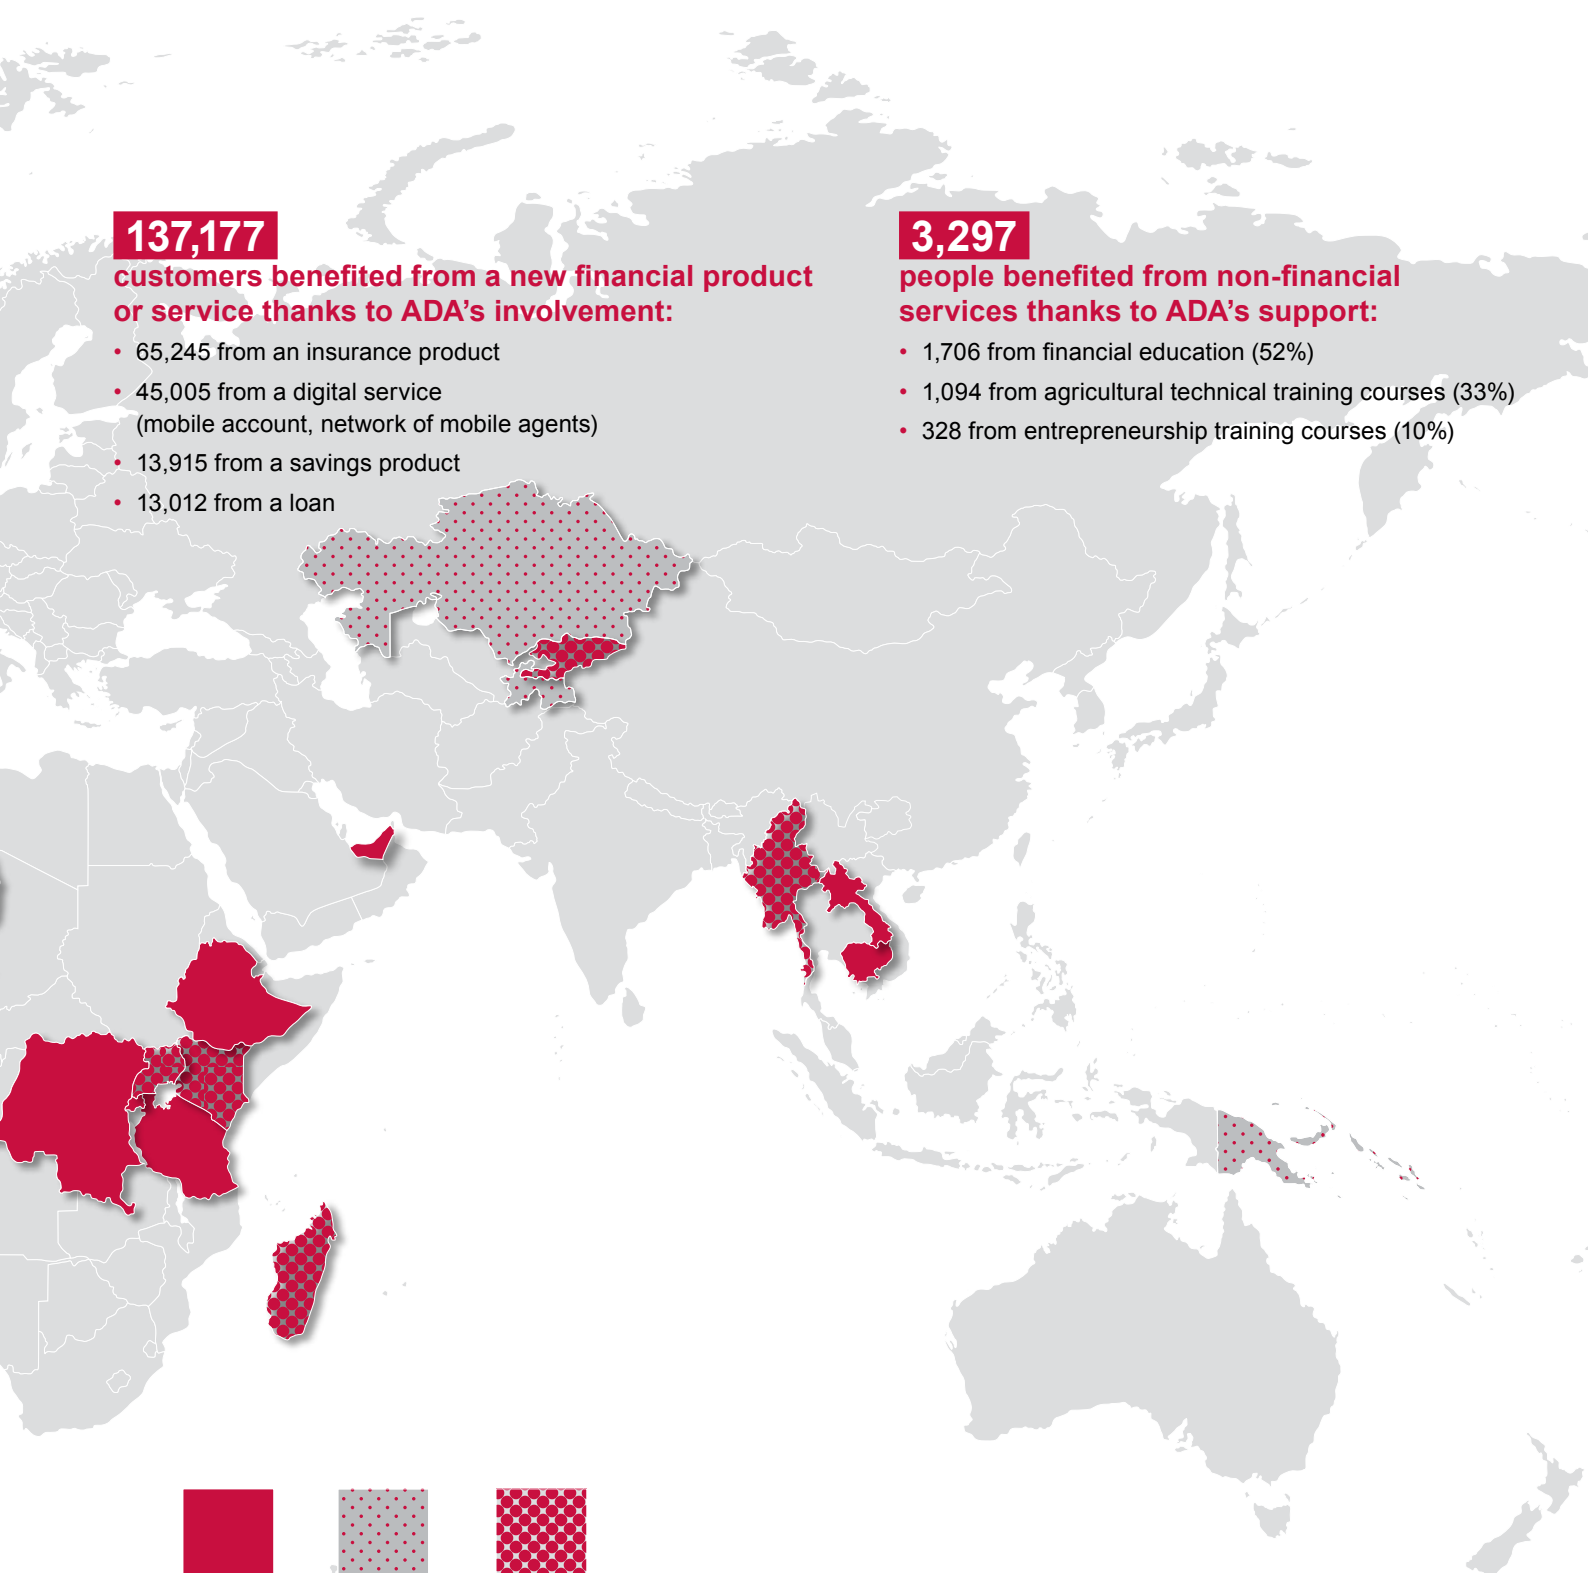 137,177
customers benefited from a new financial product
or service thanks to ADA’s involvement:
• 65,245 from an insurance product
• 45,005 from a digital service
(mobile account, network of mobile agents)
• 13,915 from a savings product
• 13,012 from a loan
3,297
people benefited from non-financial
services thanks to ADA’s support:
• 1,706 from financial education (52%)
• 1,094 from agricultural technical training courses (33%)
• 328 from entrepreneurship training courses (10%)